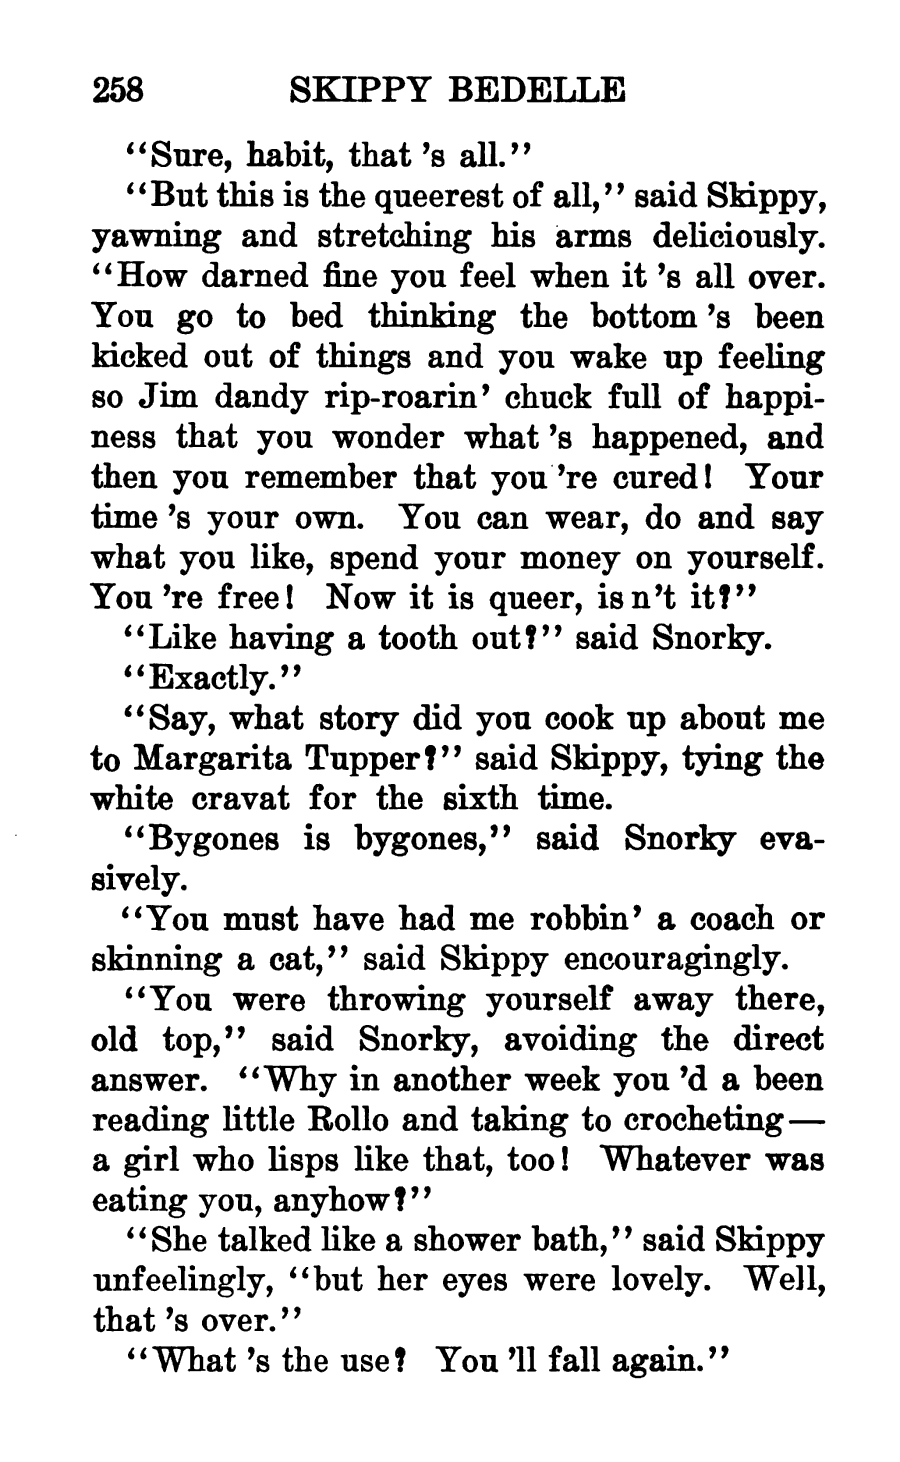 258 SKIPPY BEDELLE
"Sure, habit, that 's all."
"But this is the queerest of all," said Skippy,
yawning and stretching his arms deliciously.
"How darned fine you feel when it 's all over.
You go to bed thinking the bottom 's been
kicked out of things and you wake up feeling
so Jim dandy rip-roarin' chuck full of happi-
ness that you wonder what 's happened, and
then you remember that you 're cured! Your
time 's your own. You can wear, do and say
what you like, spend your money on yourself.
You 're free! Now it is queer, is n't it?"
"Like having a tooth out?" said Snorky.
"Exactly."
"Say, what story did you cook up about me
to Margarita Tupper?" said Skippy, tying the
white cravat for the sixth time.
"Bygones is bygones," said Snorky eva-
sively.
"You must have had me robbin' a coach or
skinning a cat," said Skippy encouragingly.
"You were throwing yourself away there,
old top," said Snorky, avoiding the direct
answer. "Why in another week you 'd a been
reading little Rollo and taking to crocheting—
a girl who lisps like that, too! Whatever was
eating you, anyhow?"
"She talked like a shower bath," said Skippy
unfeelingly, "but her eyes were lovely. Well,
that 's over."
"What 's the use? You 'll fall again."